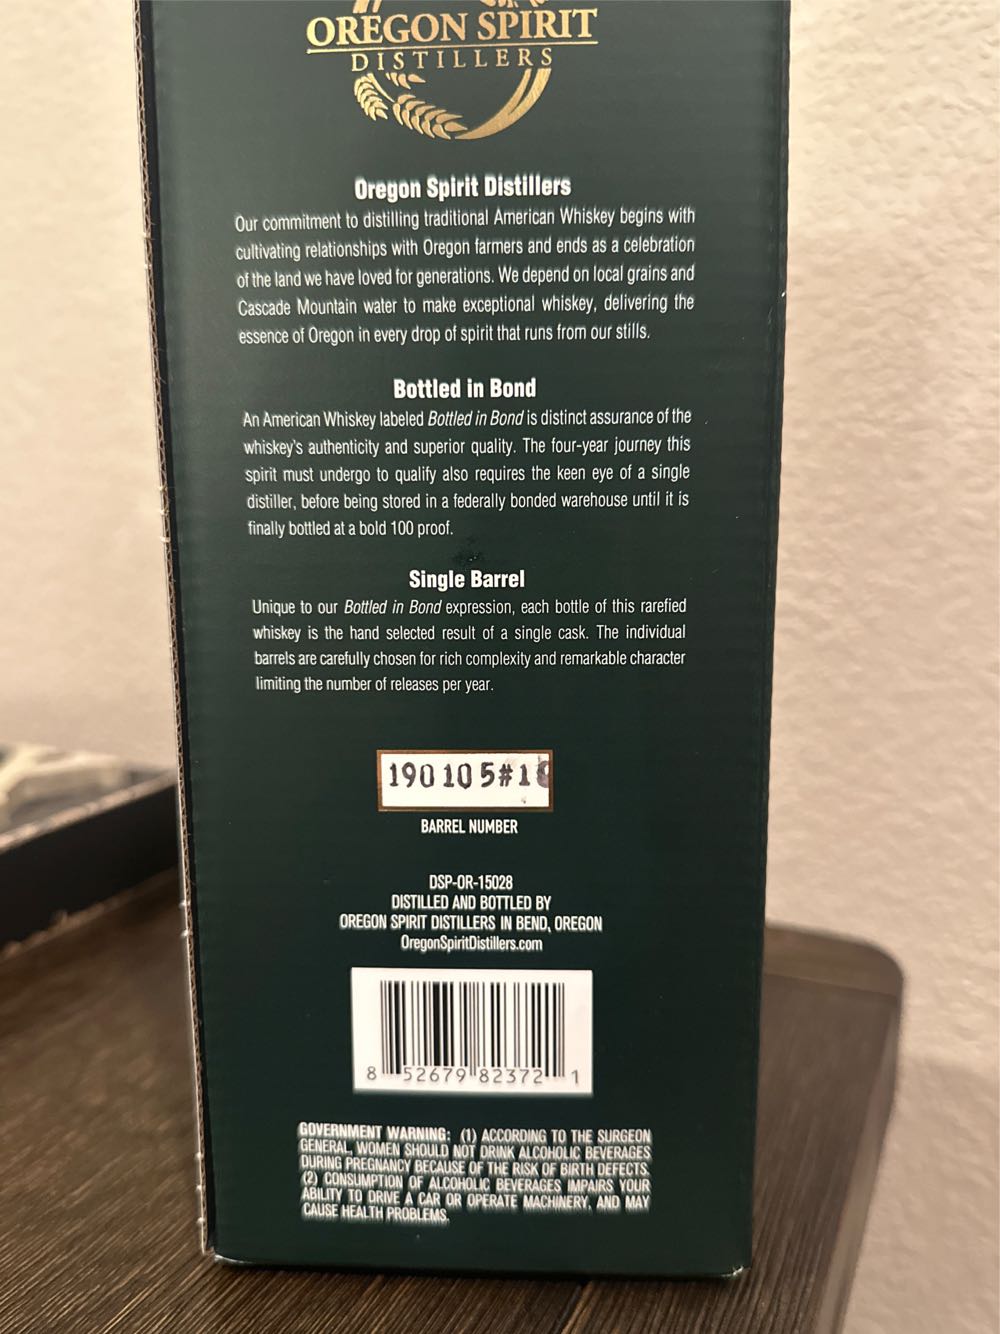 OREGON SPIRIT
DISTILLERS
Oregon Spirit Distillers
Our commitment to distilling traditional American Whiskey begins with
cultivating relationships with Oregon farmers and ends as a celebration
of the land we have loved for generations. We depend on local grains and
Cascade Mountain water to make exceptional whiskey, delivering the
essence of Oregon in every drop of spirit that runs from our stills.
Bottled in Bond
An American Whiskey labeled Bottled in Bond is distinct assurance of the
whiskey's authenticity and superior quality. The four-year journey this
spirit must undergo to qualify also requires the keen eye of a single
distiller, before being stored in a federally bonded warehouse until it is
finally bottled at a bold 100 proof.
Single Barrel
Unique to our Bottled in Bond expression, each bottle of this rarefied
whiskey is the hand selected result of a single cask. The individual
barrels are carefully chosen for rich complexity and remarkable character
limiting the number of releases per year.
190105
BARREL NUMBER
DSP-OR-15028
DISTILLED AND BOTTLED BY
OREGON SPIRIT DISTILLERS IN BEND, OREGON
OregonSpiritDistillers.com
8 52679 82372 1
GOVERNMENT WARNING: (1) ACCORDING TO THE SURGEON
GENERAL, WOMEN SHOULD NOT DRINK ALCOHOLIC BEVERAGES
DURING PREGNANCY BECAUSE OF THE RISK OF BIRTH DEFECTS.
(2) CONSUMPTION OF ALCOHOLIC BEVERAGES IMPAIRS YOUR
ABILITY TO DRIVE A CAR OR OPERATE MACHINERY, AND MAY
CAUSE HEALTH PROBLEMS.